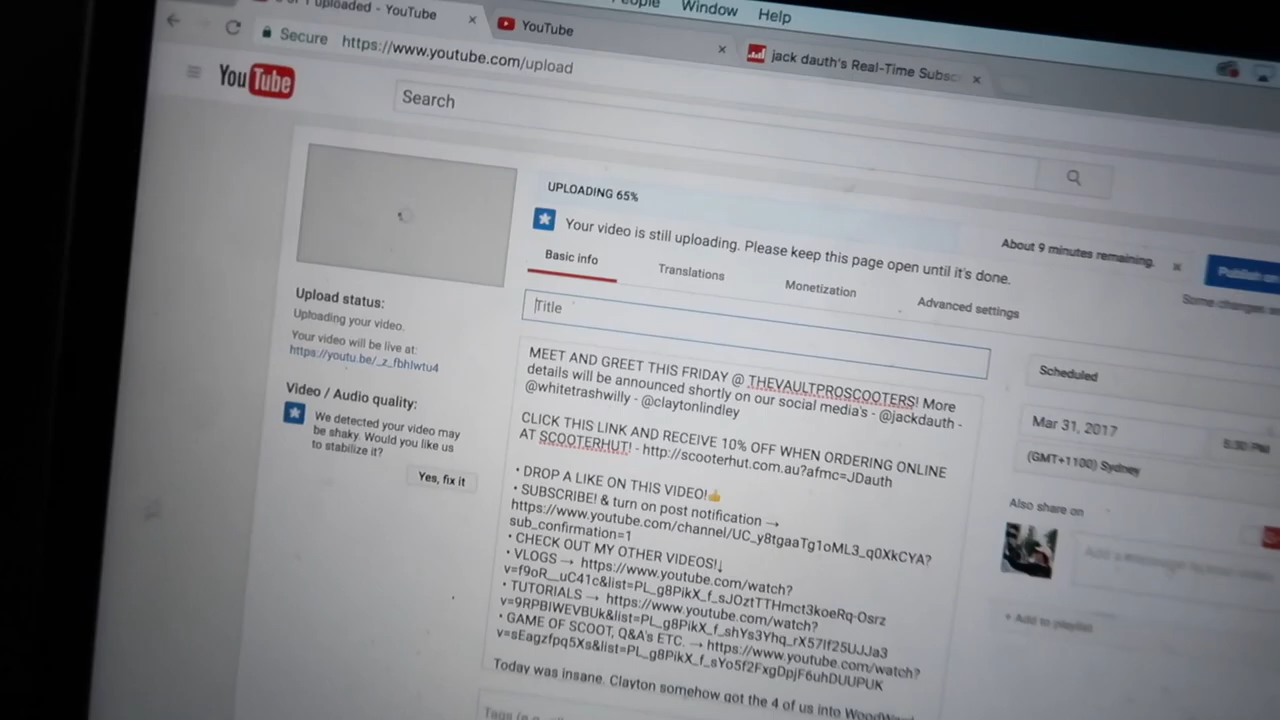 People Window Help
uploaded - YouTube
YouTube
jack dauth's Real-Time Subsc
Secure https://www.youtube.com/upload
YouTube
Search
UPLOADING 65%
Your video is still uploading. Please keep this page open until it's done.
About 9 minutes remaining.
Publish
Some changes
Basic info
Translations
Monetization
Advanced settings
Title
Upload status:
Uploading your video.
Your video will be live at:
https://youtu.be/_z_fbhIwtu4
Video / Audio quality:
We detected your video may
be shaky. Would you like us
to stabilize it?
Yes, fix it
MEET AND GREET THIS FRIDAY @ THEVAULTPROSCOOTERS! More
details will be announced shortly on our social media's - @jackdauth -
@whitetrashwilly - @claytonlindley
CLICK THIS LINK AND RECEIVE 10% OFF WHEN ORDERING ONLINE
AT SCOOTERHUT! - http://scooterhut.com.au?afmc=JDauth
• DROP A LIKE ON THIS VIDEO!👍
• SUBSCRIBE! & turn on post notification →
https://www.youtube.com/channel/UC_y8tgaaTg1oML3_q0XkCYA?
sub_confirmation=1
• CHECK OUT MY OTHER VIDEOS!↓
• VLOGS → https://www.youtube.com/watch?
v=f9oR__uC41c&list=PL_g8PikX_f_sJOztTTHmct3koeRq-Osrz
• TUTORIALS → https://www.youtube.com/watch?
v=9RPBIWEVBUk&list=PL_g8PikX_f_shYs3Yhq_rX57If25UJJa3
• GAME OF SCOOT, Q&A's ETC. → https://www.youtube.com/watch?
v=sEagzfpq5Xs&list=PL_g8PikX_f_sYo5f2FxgDpjF6uhDUUPUK
Today was insane. Clayton somehow got the 4 of us into WoodWard
Tags (e.g.
Scheduled
Mar 31, 2017
5:30 PM
(GMT+1100) Sydney
Also share on
Add a message
+ Add to playlist